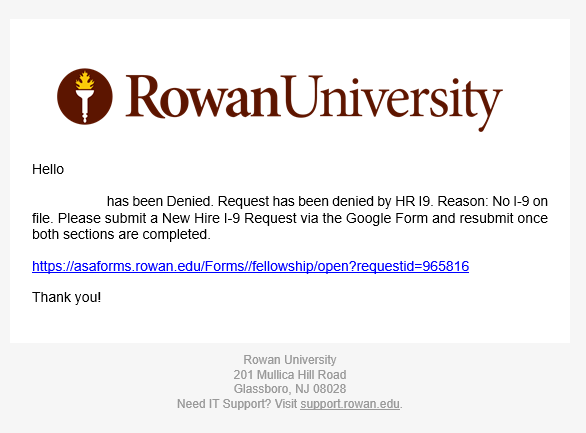 Rowan University
Hello
has been Denied. Request has been denied by HR I9. Reason: No I-9 on
file. Please submit a New Hire I-9 Request via the Google Form and resubmit once
both sections are completed.
https://asaforms.rowan.edu/Forms//fellowship/open?requestid=965816
Thank you!
Rowan University
201 Mullica Hill Road
Glassboro, NJ 08028
Need IT Support? Visit support.rowan.edu.